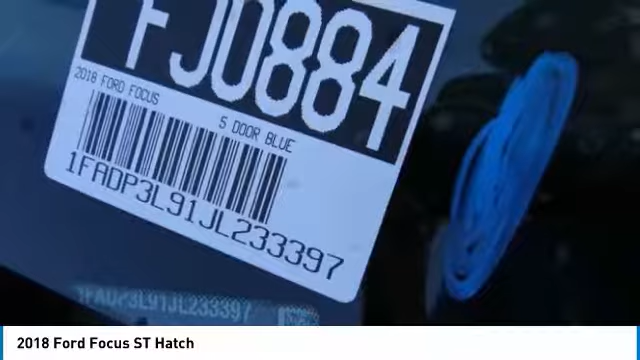 FJ0884
2018 FORD FOCUS
5 DOOR BLUE
1FADP3L91JL233397
1FADP3L91JL233397
2018 Ford Focus ST Hatch